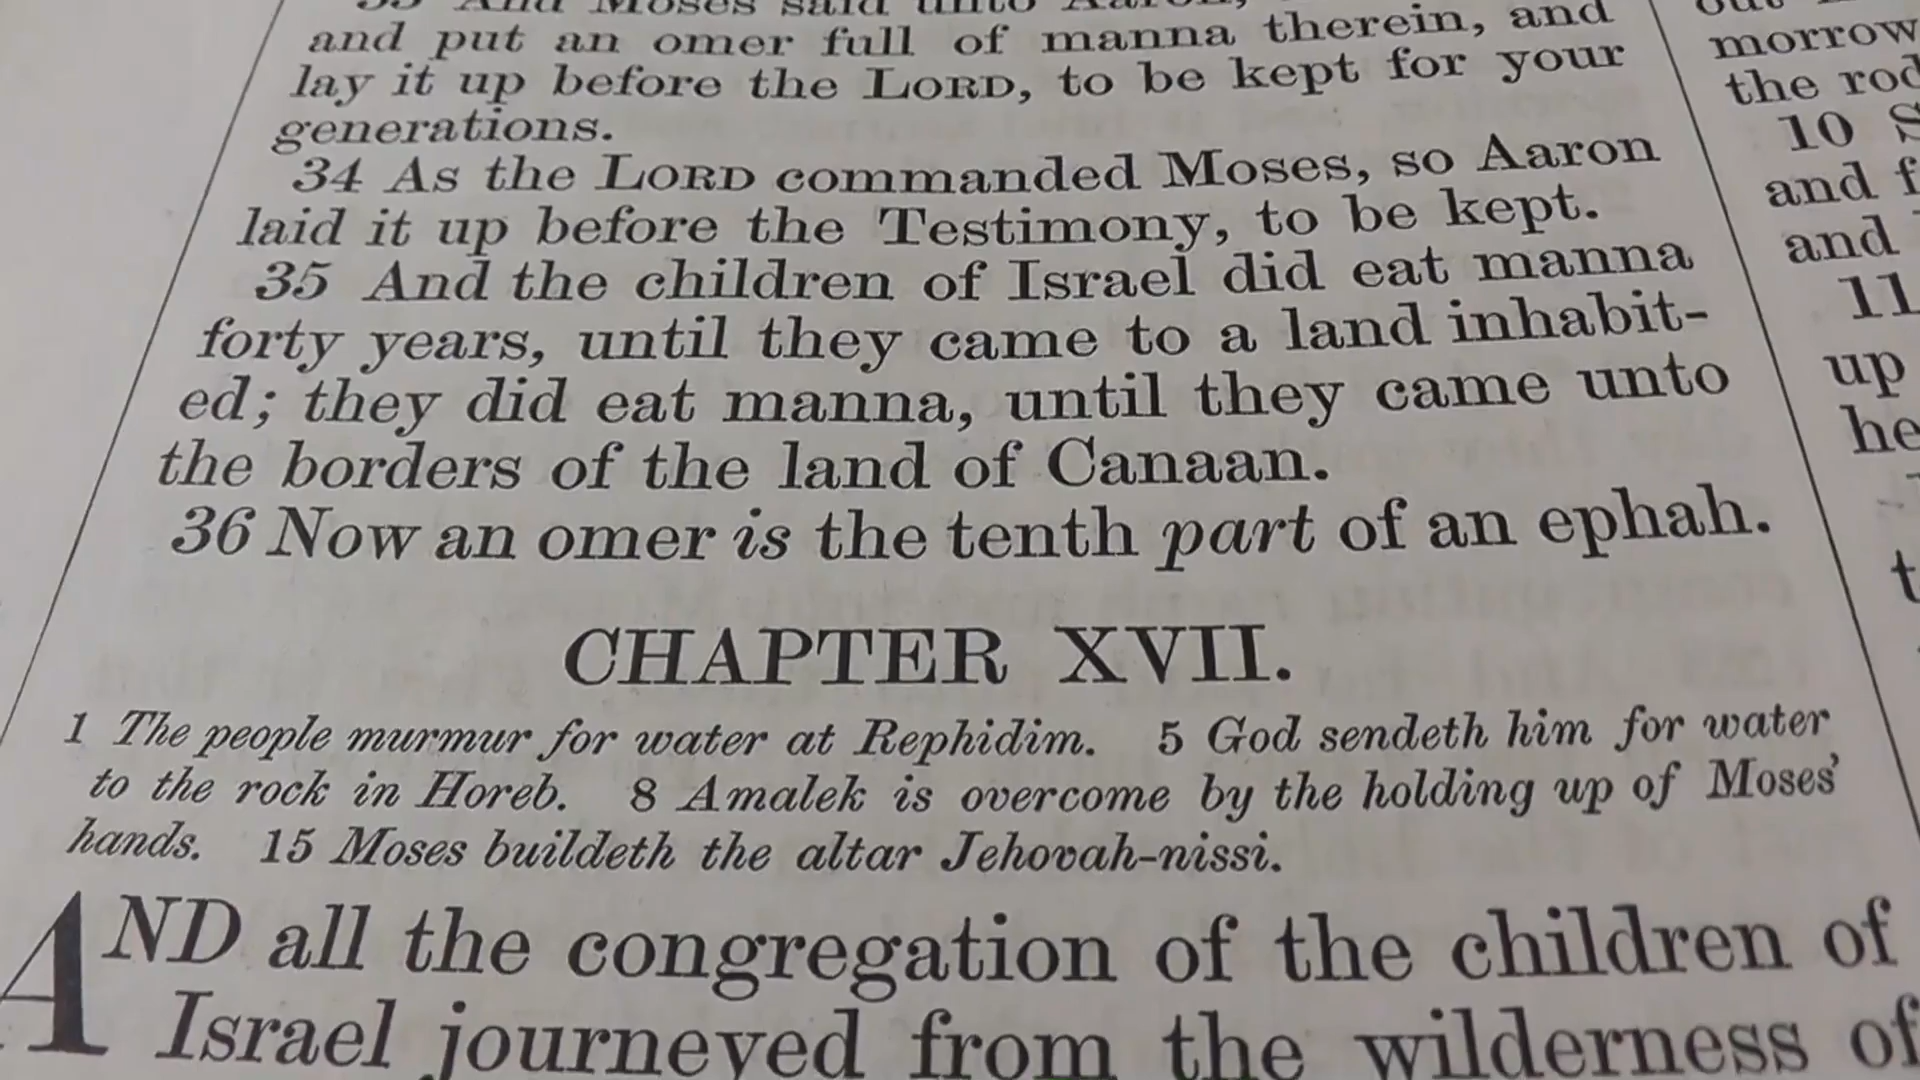 and put an omer full of manna therein, and
lay it up before the LORD, to be kept for your
generations.
34 As the LORD commanded Moses, so Aaron
laid it up before the Testimony, to be kept.
35 And the children of Israel did eat manna
forty years, until they came to a land inhabit-
ed; they did eat manna, until they came unto
the borders of the land of Canaan.
36 Now an omer is the tenth part of an ephah.
CHAPTER XVII.
1 The people murmur for water at Rephidim. 5 God sendeth him for water
to the rock in Horeb. 8 Amalek is overcome by the holding up of Moses'
hands. 15 Moses buildeth the altar Jehovah-nissi.
AND all the congregation of the children of
Israel journeyed from the wilderness of
morrow
the
10
and
and
11
up